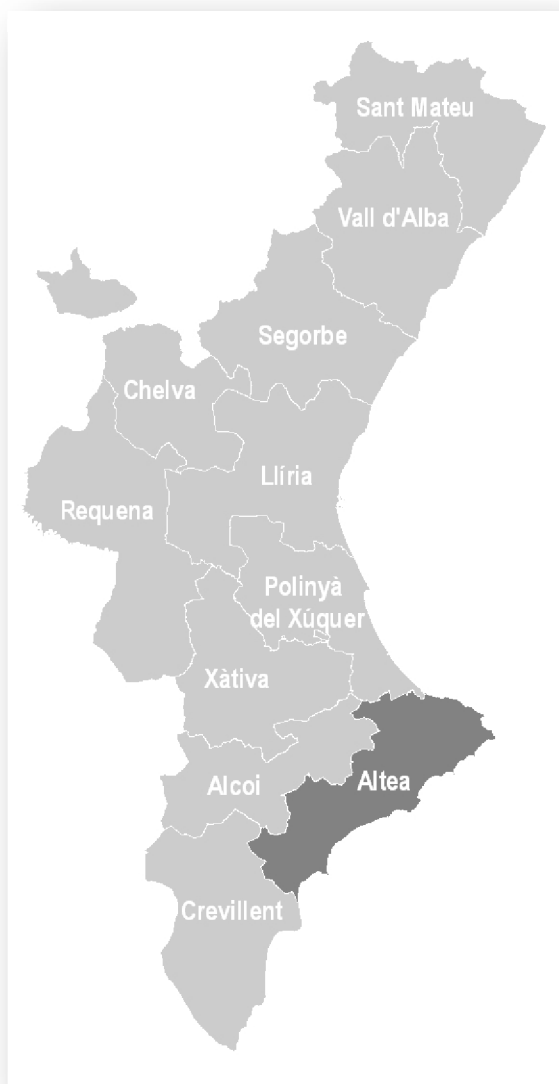 Sant Mateu
Vall d'Alba
Segorbe
Chelva
Llíria
Requena
Polinyà
del Xúquer
Xàtiva
Alcoi
Altea
Crevillent